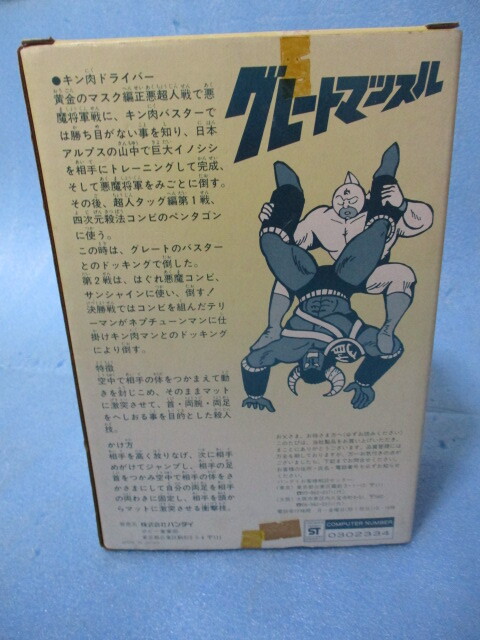 グレートマッスル
●キン肉ドライバー
黄金のマスク編正悪超人戦で悪
魔将軍戦に、キン肉バスターで
は勝ち目がない事を知り、日本
アルプスの山中で巨大イノシシ
を相手にトレーニングして完成、
そして悪魔将軍をみごとに倒す。
その後、超人タッグ編第1戦、
四次元殺法コンビのペンタゴン
に使う。
この時は、グレートのバスター
とのドッキングで倒した。
第2戦は、はぐれ悪魔コンビ、
サンシャインに使い、倒す!
決勝戦ではコンビを組んだテリ
ーマンがネプチューンマンに仕
掛けキン肉マンとのドッキング
により倒す。
特徴
空中で相手の体をつかまえて動
きを封じこめ、そのままマット
に激突させて、首・両腕・両足
をへしおる事を目的とした殺人
技。
かけ方
相手を高く放りなげ、次に相手
めがけてジャンプし、相手の足
首をつかみ空中で相手の体をさ
かさまにして自分の両足を相手
の両わきに固定し、相手を頭か
らマットに激突させる衝撃技。
株式会社バンダイ
ST
COMPUTER NUMBER
0302334